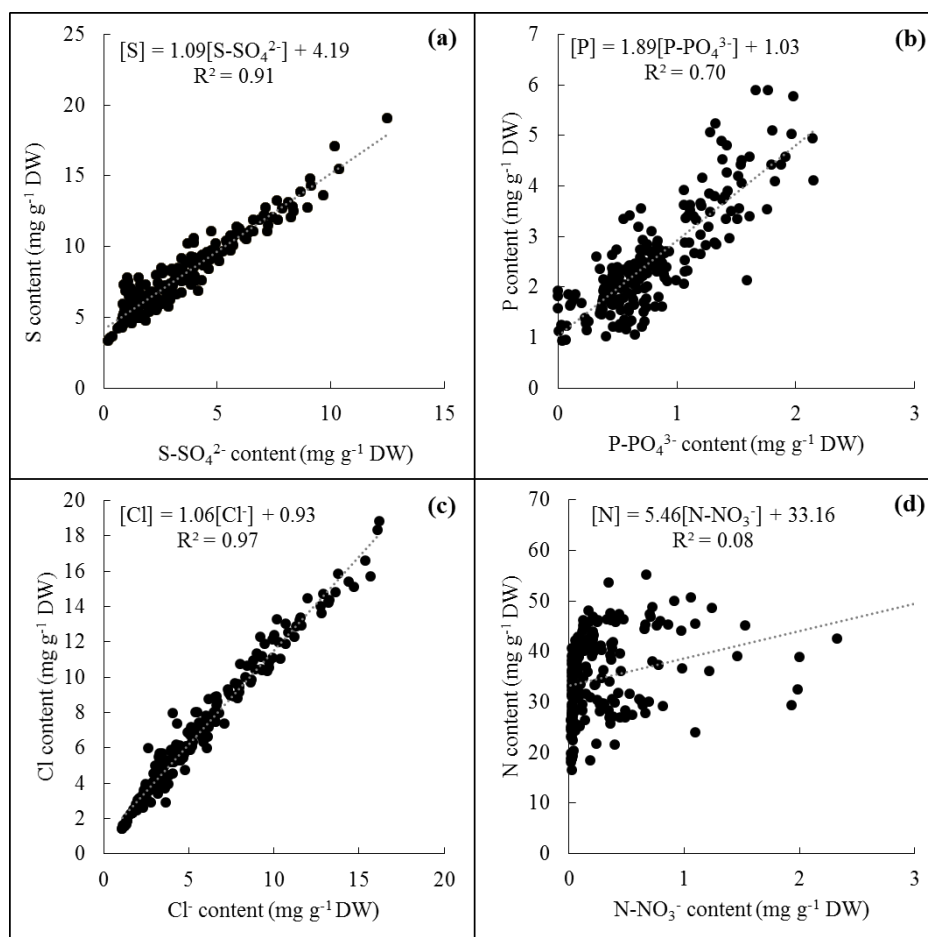 (a)
[S] = 1.09[S-SO₄²⁻] + 4.19
R² = 0.91
25
20
15
10
5
0
S content (mg g⁻¹ DW)
0 5 10 15
S-SO₄²⁻ content (mg g⁻¹ DW)
(b)
[P] = 1.89[P-PO₄³⁻] + 1.03
R² = 0.70
7
6
5
4
3
2
1
0
P content (mg g⁻¹ DW)
0 1 2 3
P-PO₄³⁻ content (mg g⁻¹ DW)
(c)
[Cl] = 1.06[Cl⁻] + 0.93
R² = 0.97
20
18
16
14
12
10
8
6
4
2
0
Cl content (mg g⁻¹ DW)
0 5 10 15 20
Cl⁻ content (mg g⁻¹ DW)
(d)
[N] = 5.46[N-NO₃⁻] + 33.16
R² = 0.08
70
60
50
40
30
20
10
0
N content (mg g⁻¹ DW)
0 1 2 3
N-NO₃⁻ content (mg g⁻¹ DW)